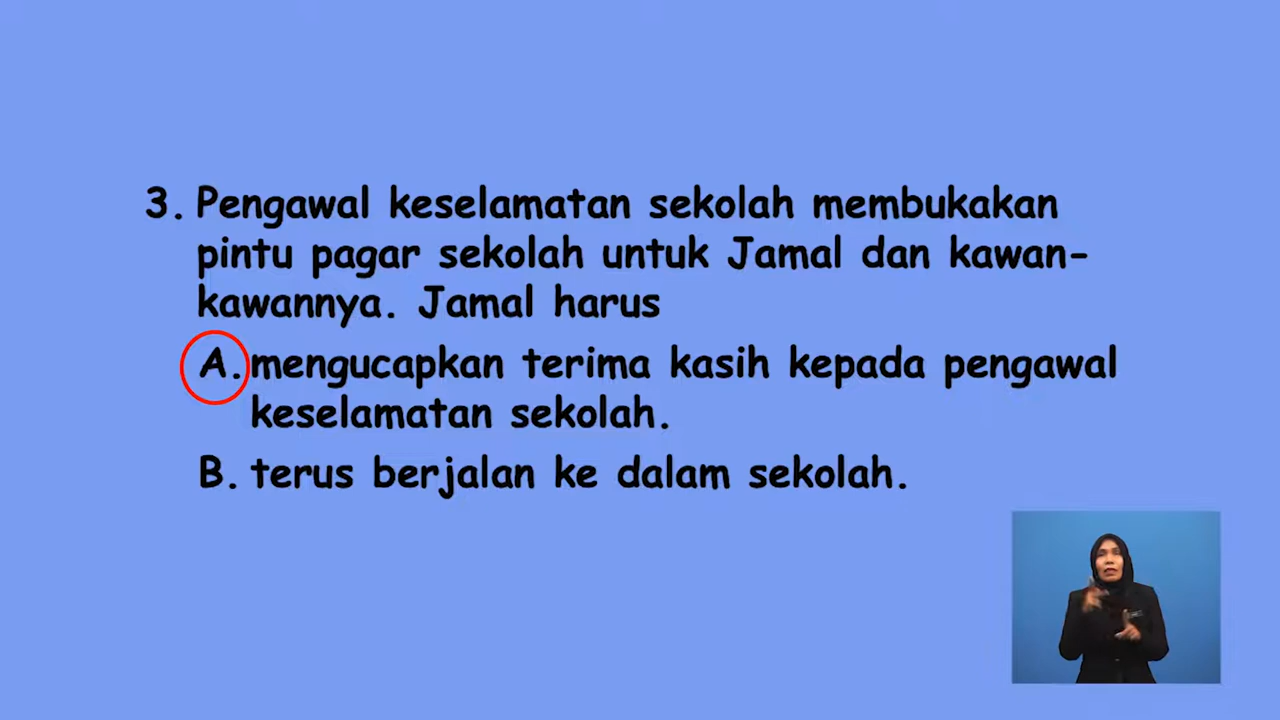 3. Pengawal keselamatan sekolah membukakan
pintu pagar sekolah untuk Jamal dan kawan-
kawannya. Jamal harus
A. mengucapkan terima kasih kepada pengawal
keselamatan sekolah.
B. terus berjalan ke dalam sekolah.